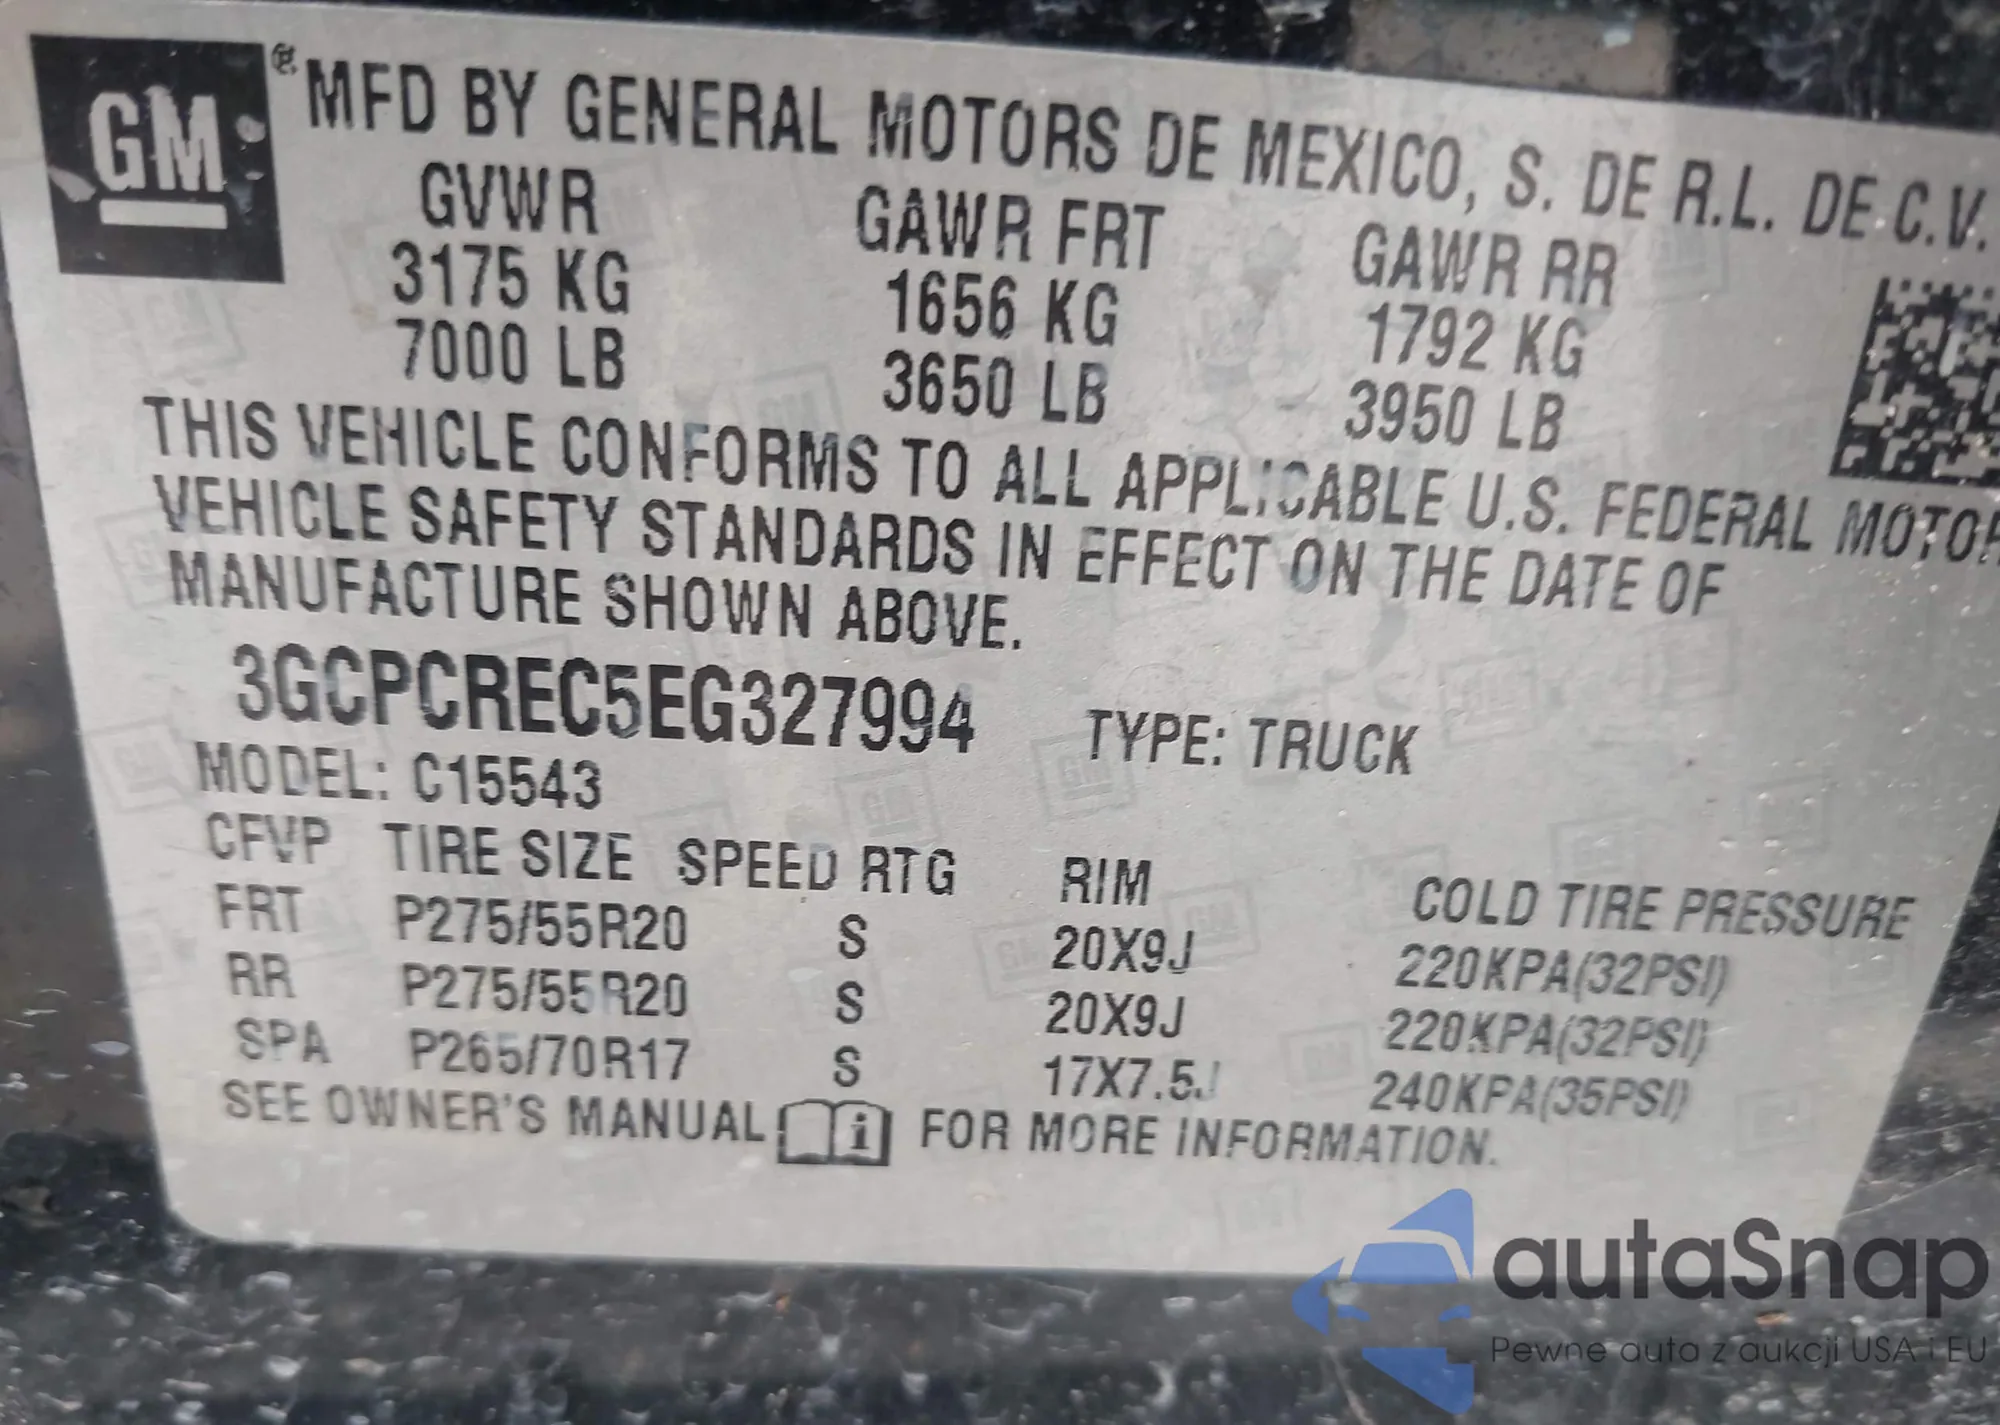 GM ® MFD BY GENERAL MOTORS DE MEXICO, S. DE R.L. DE C.V.
GVWR GAWR FRT GAWR RR
3175 KG 1656 KG 1792 KG
7000 LB 3650 LB 3950 LB
THIS VEHICLE CONFORMS TO ALL APPLICABLE U.S. FEDERAL MOTOR
VEHICLE SAFETY STANDARDS IN EFFECT ON THE DATE OF
MANUFACTURE SHOWN ABOVE.
3GCPCREC5EG327994 TYPE: TRUCK
MODEL: C15543
CFVP TIRE SIZE SPEED RTG RIM COLD TIRE PRESSURE
FRT P275/55R20 S 20X9J 220KPA(32PSI)
RR P275/55R20 S 20X9J 220KPA(32PSI)
SPA P265/70R17 S 17X7.5J 240KPA(35PSI)
SEE OWNER'S MANUAL i FOR MORE INFORMATION.
autaSnap
Pewne auta z aukcji USA i EU